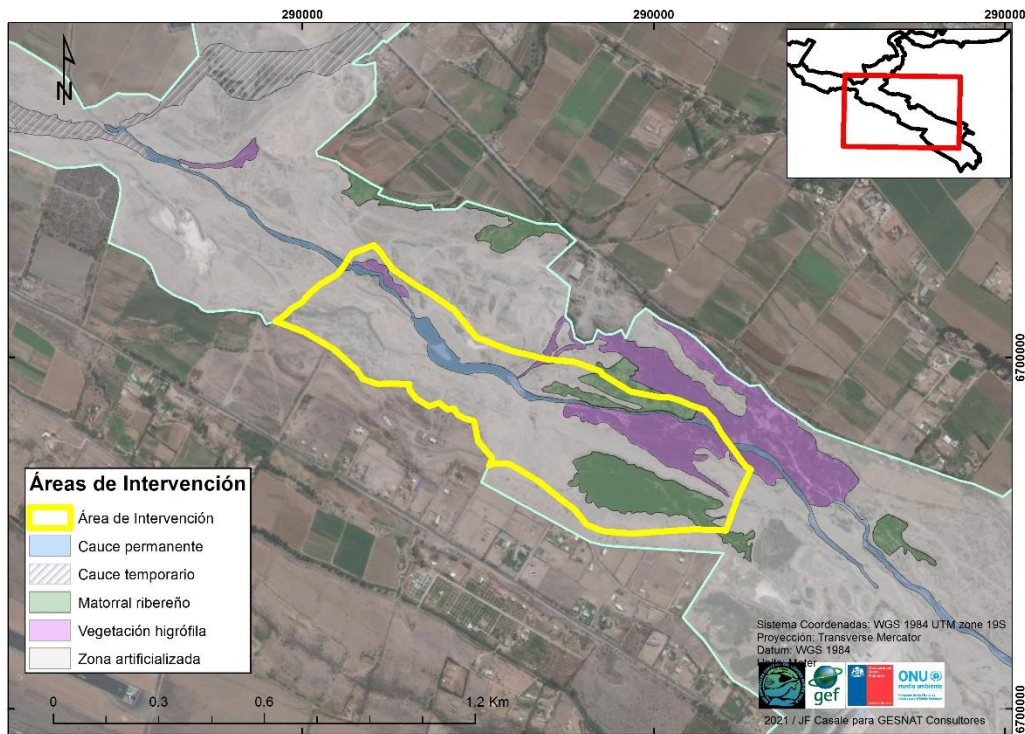 290000
290000
290000
N
6700000
6700000
Áreas de Intervención
Área de Intervención
Cauce permanente
Cauce temporario
Matorral ribereño
Vegetación higrófila
Zona artificializada
0
0.3
0.6
1.2 Km
Sistema Coordenadas: WGS 1984 UTM zone 19S
Proyección: Transverse Mercator
Datum: WGS 1984
Meter
gef
ONU
medio ambiente
2021 / JF Casale para GESNAT Consultores